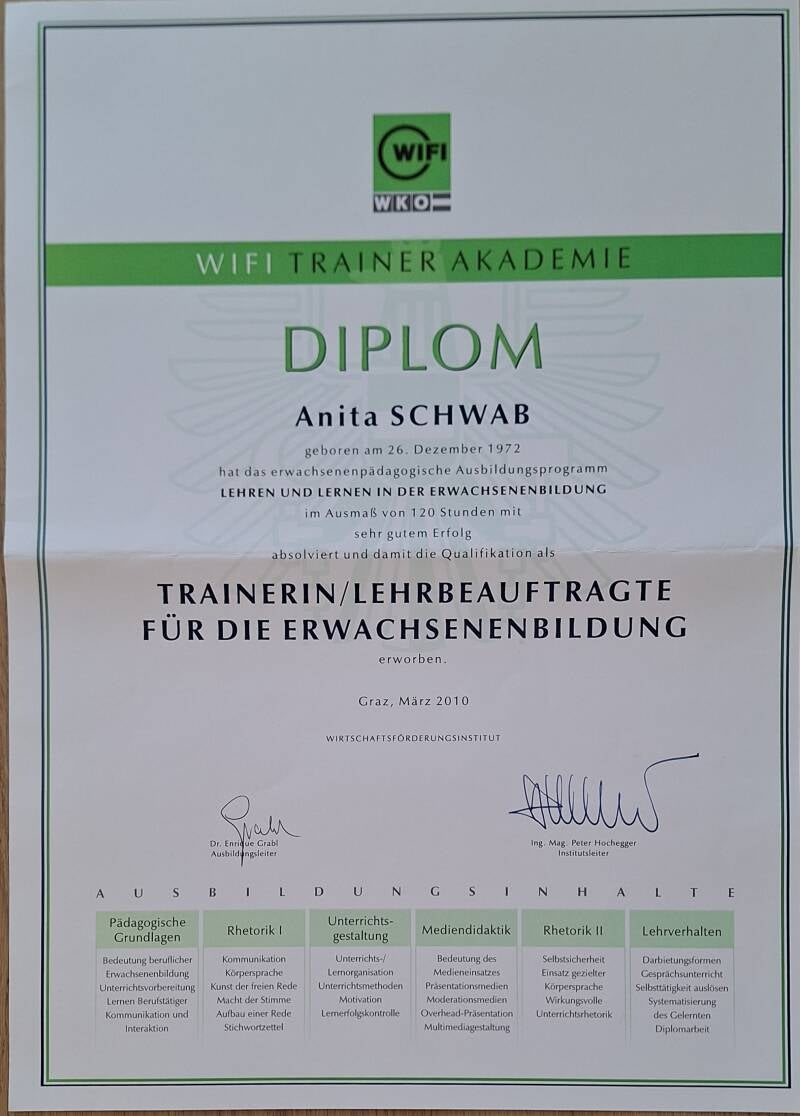 WIFI
WKO
WIFI TRAINER AKADEMIE
DIPLOM
Anita SCHWAB
geboren am 26. Dezember 1972
hat das erwachsenenpädagogische Ausbildungsprogramm
LEHREN UND LERNEN IN DER ERWACHSENENBILDUNG
im Ausmaß von 120 Stunden mit
sehr gutem Erfolg
absolviert und damit die Qualifikation als
TRAINERIN/LEHRBEAUFTRAGTE
FÜR DIE ERWACHSENENBILDUNG
erworben.
Graz, März 2010
WIRTSCHAFTSFÖRDERUNGSINSTITUT
Grabl
Dr. Enrique Grabl
Ausbildungsleiter
Ing. Mag. Peter Hochegger
Institutsleiter
AUSBILDUNGSINHALTE
Pädagogische
Grundlagen
Bedeutung beruflicher
Erwachsenenbildung
Unterrichtsvorbereitung
Lernen Berufstätiger
Kommunikation und
Interaktion
Rhetorik I
Kommunikation
Körpersprache
Kunst der freien Rede
Macht der Stimme
Aufbau einer Rede
Stichwortzettel
Unterrichts-
gestaltung
Unterrichts-/
Lernorganisation
Unterrichtsmethoden
Motivation
Lernerfolgskontrolle
Mediendidaktik
Bedeutung des
Medieneinsatzes
Präsentationsmedien
Moderationsmedien
Overhead-Präsentation
Multimediagestaltung
Rhetorik II
Selbstsicherheit
Einsatz gezielter
Körpersprache
Wirkungsvolle
Unterrichtsrhetorik
Lehrverhalten
Darbietungsformen
Gesprächsunterricht
Selbsttätigkeit auslösen
Systematisierung
des Gelernten
Diplomarbeit